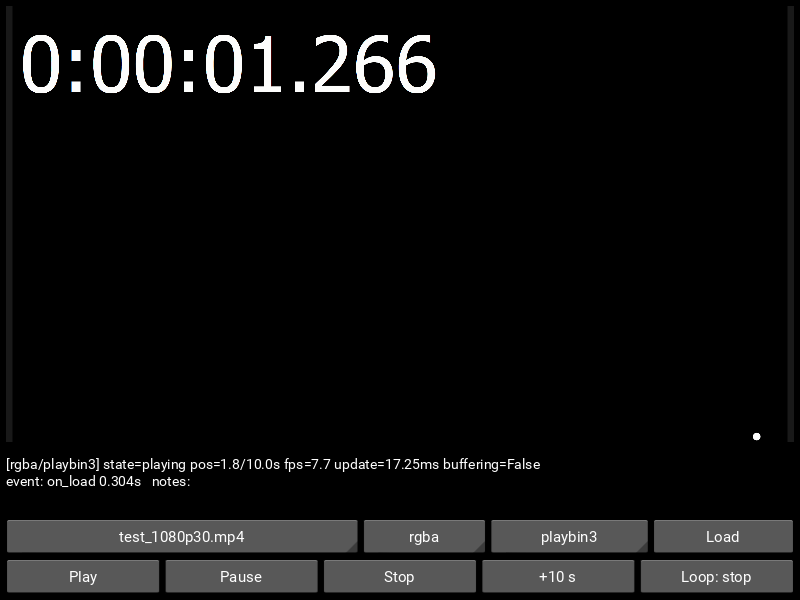 0:00:01.266
[rgba/playbin3] state=playing pos=1.8/10.0s fps=7.7 update=17.25ms buffering=False
event: on_load 0.304s   notes:
test_1080p30.mp4 rgba playbin3 Load
Play Pause Stop +10 s Loop: stop